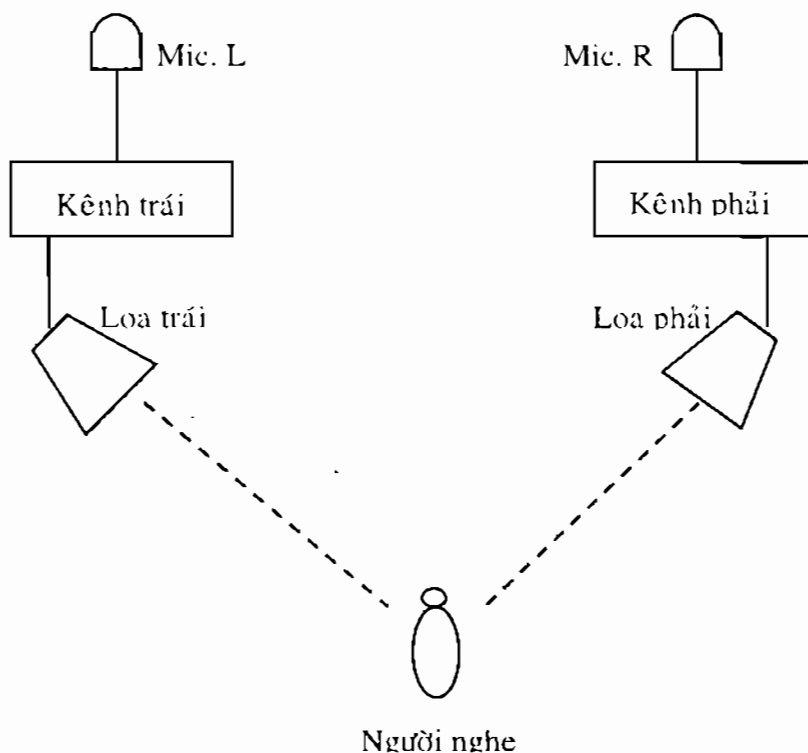 Mic. L
Mic. R
Kênh trái
Kênh phải
Loa trái
Loa phải
Người nghe